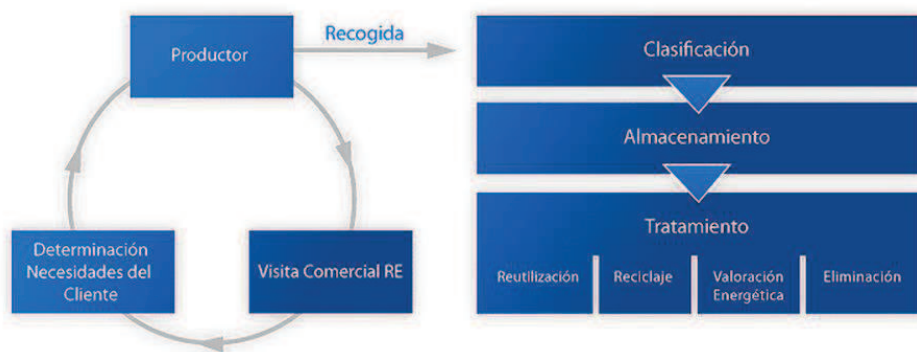 Productor
Recogida
Determinación
Necesidades del
Cliente
Visita Comercial RE
Clasificación
Almacenamiento
Tratamiento
Reutilización
Reciclaje
Valoración
Energética
Eliminación